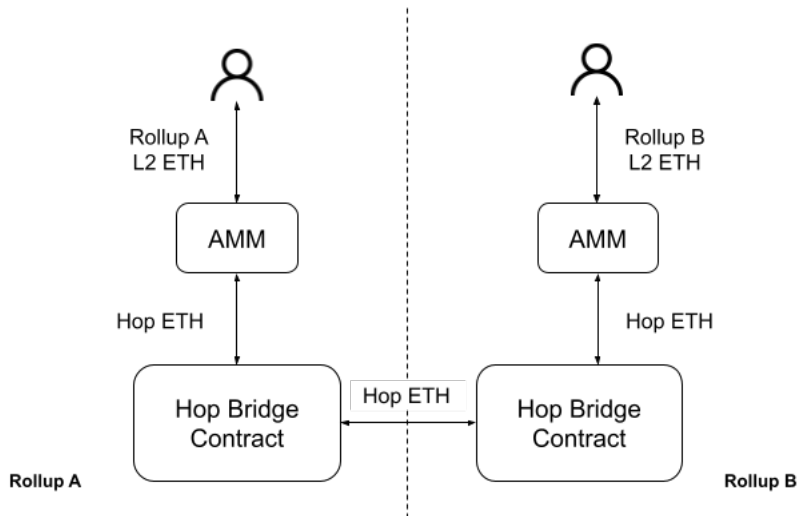 Rollup A
L2 ETH
Rollup B
L2 ETH
AMM
AMM
Hop ETH
Hop ETH
Hop Bridge
Contract
Hop ETH
Hop Bridge
Contract
Rollup A
Rollup B